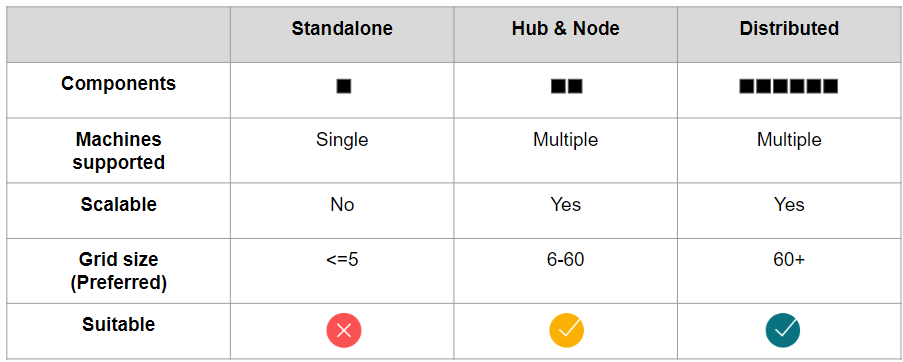 Standalone Hub & Node Distributed
Components
Machines supported Single Multiple Multiple
Scalable No Yes Yes
Grid size (Preferred) <=5 6-60 60+
Suitable